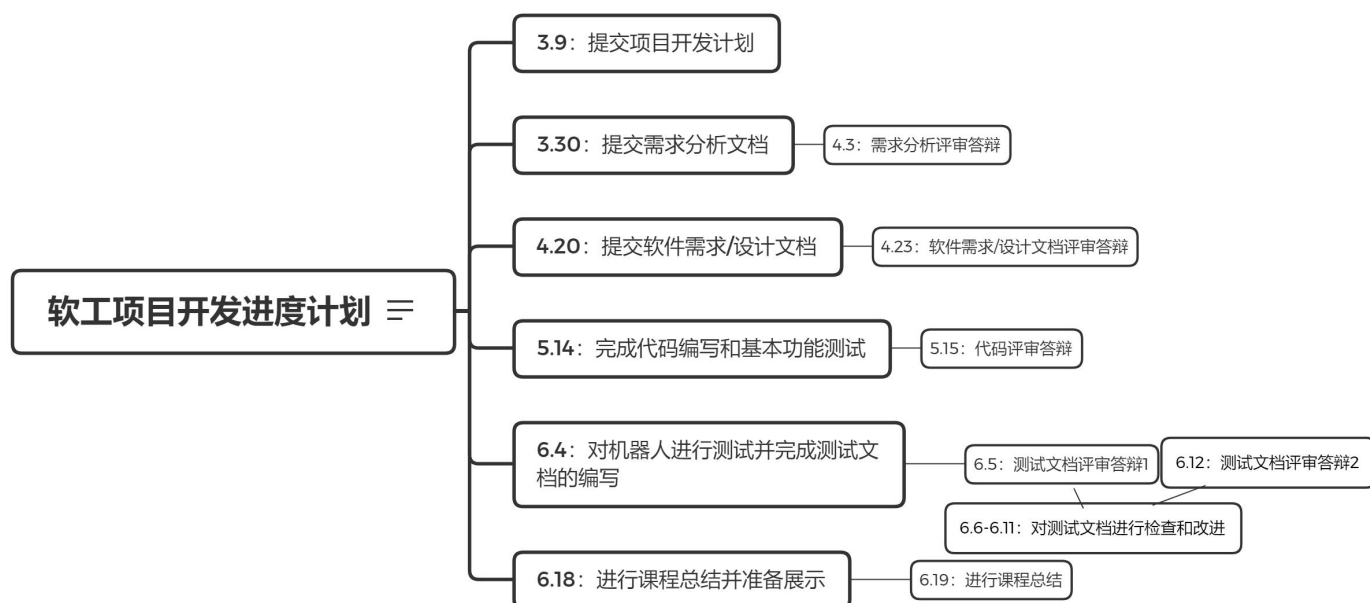 3.9：提交项目开发计划
3.30：提交需求分析文档
4.3：需求分析评审答辩
4.20：提交软件需求/设计文档
4.23：软件需求/设计文档评审答辩
软工项目开发进度计划
5.14：完成代码编写和基本功能测试
5.15：代码评审答辩
6.4：对机器人进行测试并完成测试文
档的编写
6.5：测试文档评审答辩1
6.12：测试文档评审答辩2
6.6-6.11：对测试文档进行检查和改进
6.18：进行课程总结并准备展示
6.19：进行课程总结